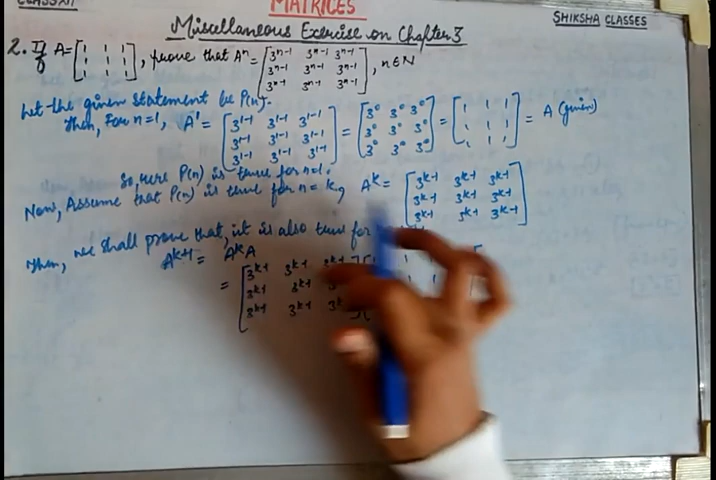 CLASS XII MATRICES SHIKSHA CLASSES
Miscellaneous Exercise on Chapter 3
2. If A = [1 1 1; 1 1 1; 1 1 1], prove that Aⁿ = [3ⁿ⁻¹ 3ⁿ⁻¹ 3ⁿ⁻¹; 3ⁿ⁻¹ 3ⁿ⁻¹ 3ⁿ⁻¹; 3ⁿ⁻¹ 3ⁿ⁻¹ 3ⁿ⁻¹], n ∈ N
Let the given statement be P(n).
Then, For n=1, A¹ = [3¹⁻¹ 3¹⁻¹ 3¹⁻¹; 3¹⁻¹ 3¹⁻¹ 3¹⁻¹; 3¹⁻¹ 3¹⁻¹ 3¹⁻¹] = [3⁰ 3⁰ 3⁰; 3⁰ 3⁰ 3⁰; 3⁰ 3⁰ 3⁰] = [1 1 1; 1 1 1; 1 1 1] = A (given)
So, here P(n) is true for n=1.
Now, Assume that P(n) is true for n = k, Aᵏ = [3ᵏ⁻¹ 3ᵏ⁻¹ 3ᵏ⁻¹; 3ᵏ⁻¹ 3ᵏ⁻¹ 3ᵏ⁻¹; 3ᵏ⁻¹ 3ᵏ⁻¹ 3ᵏ⁻¹]
Then, we shall prove that, it is also true for
Aᵏ⁺¹ = AᵏA
= [3ᵏ⁻¹ 3ᵏ⁻¹ 3ᵏ⁻¹; 3ᵏ⁻¹ 3ᵏ⁻¹; 3ᵏ⁻¹ 3ᵏ⁻¹